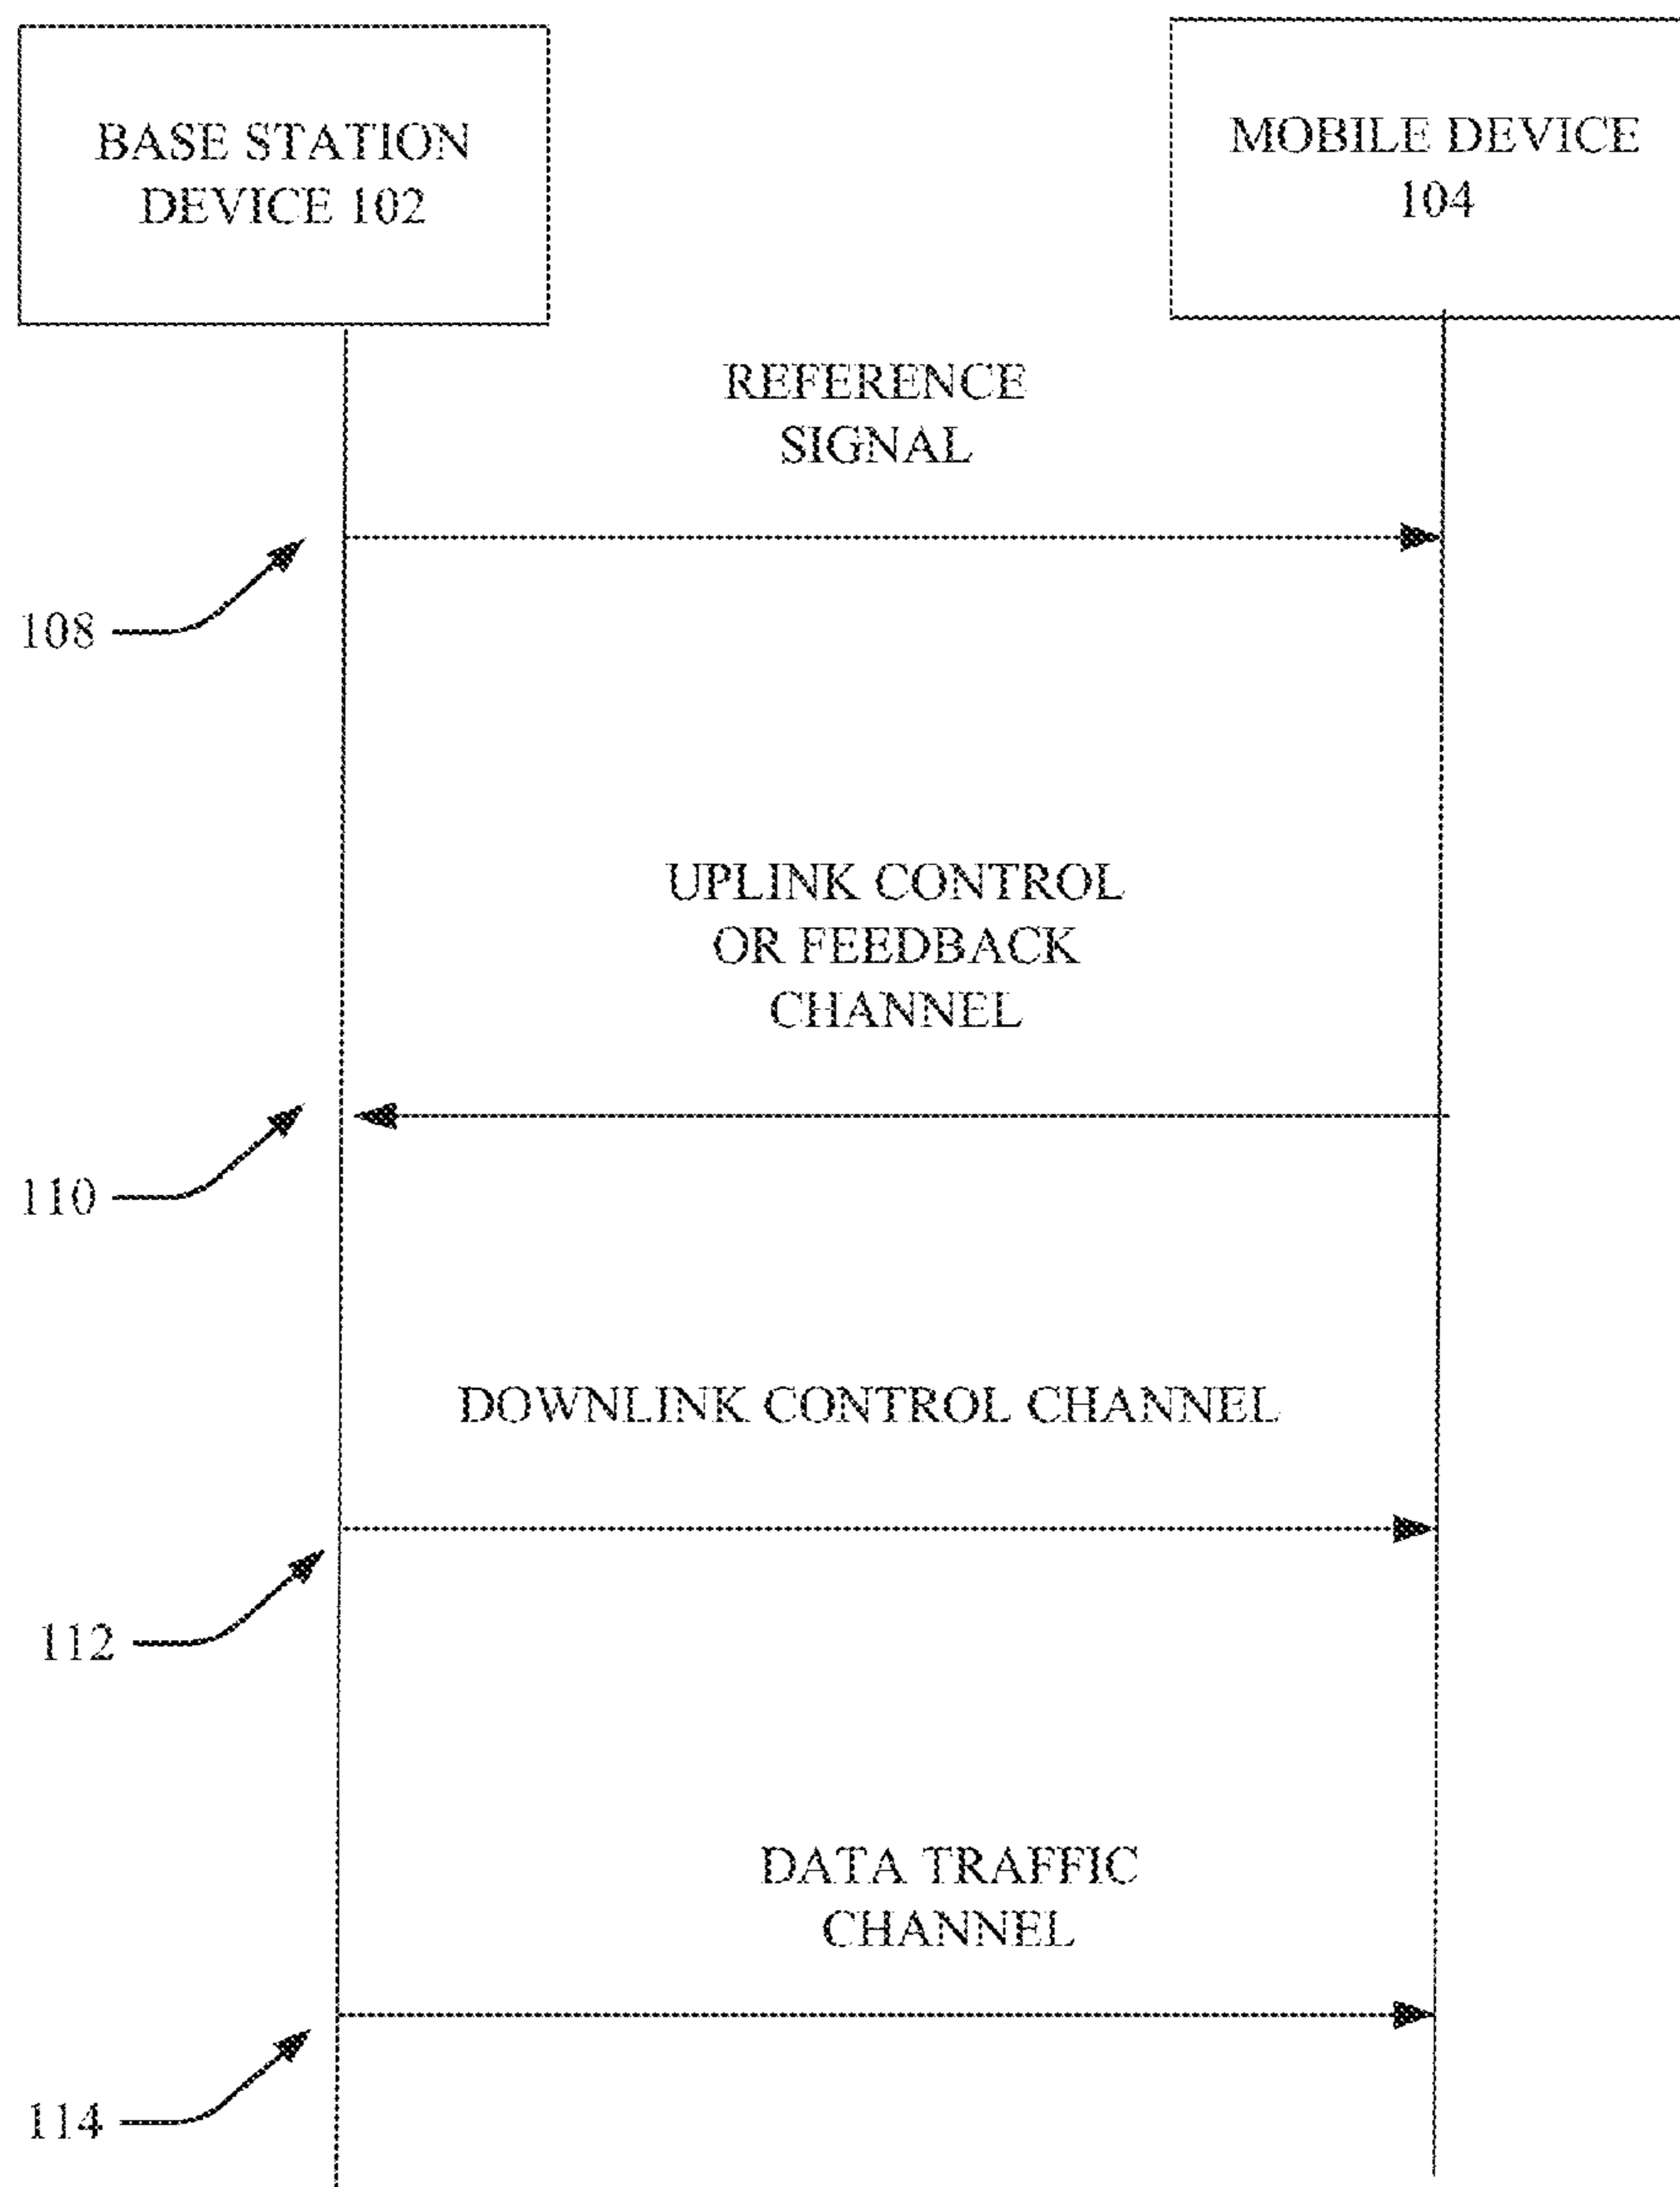 BASE STATION
DEVICE 102
MOBILE DEVICE
104
REFERENCE
SIGNAL
108
UPLINK CONTROL
OR FEEDBACK
CHANNEL
110
DOWNLINK CONTROL CHANNEL
112
DATA TRAFFIC
CHANNEL
114